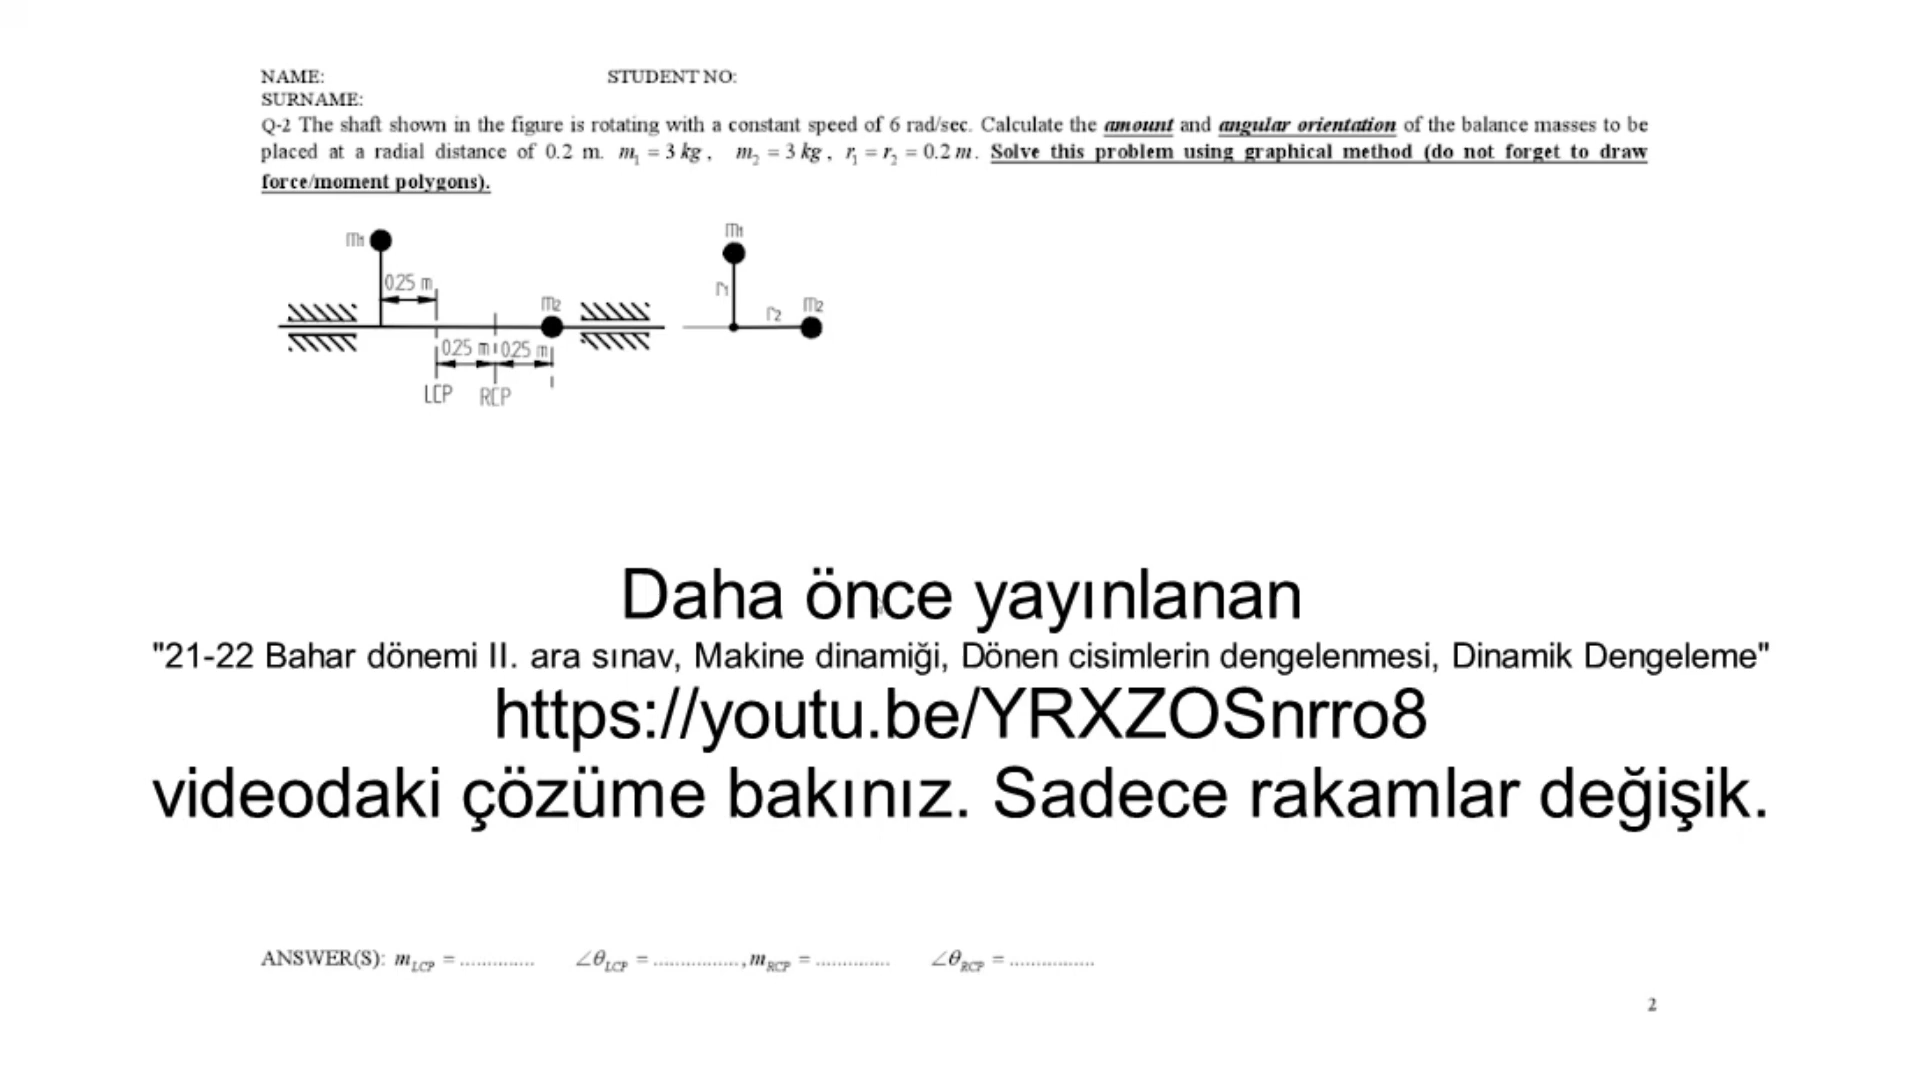 NAME: STUDENT NO:
SURNAME:
Q-2 The shaft shown in the figure is rotating with a constant speed of 6 rad/sec. Calculate the amount and angular orientation of the balance masses to be
placed at a radial distance of 0.2 m. m₁ = 3 kg, m₂ = 3 kg, r₁ = r₂ = 0.2 m. Solve this problem using graphical method (do not forget to draw
force/moment polygons).
m1
m1
0.25 m
r1
m2
r2
m2
0.25 m
0.25 m
LCP
RCP
Daha önce yayınlanan
"21-22 Bahar dönemi II. ara sınav, Makine dinamiği, Dönen cisimlerin dengelenmesi, Dinamik Dengeleme"
https://youtu.be/YRXZOSnrro8
videodaki çözüme bakınız. Sadece rakamlar değişik.
ANSWER(S): m_LCP = .............. ∠θ_LCP = ................, m_RCP = .............. ∠θ_RCP = ................
2